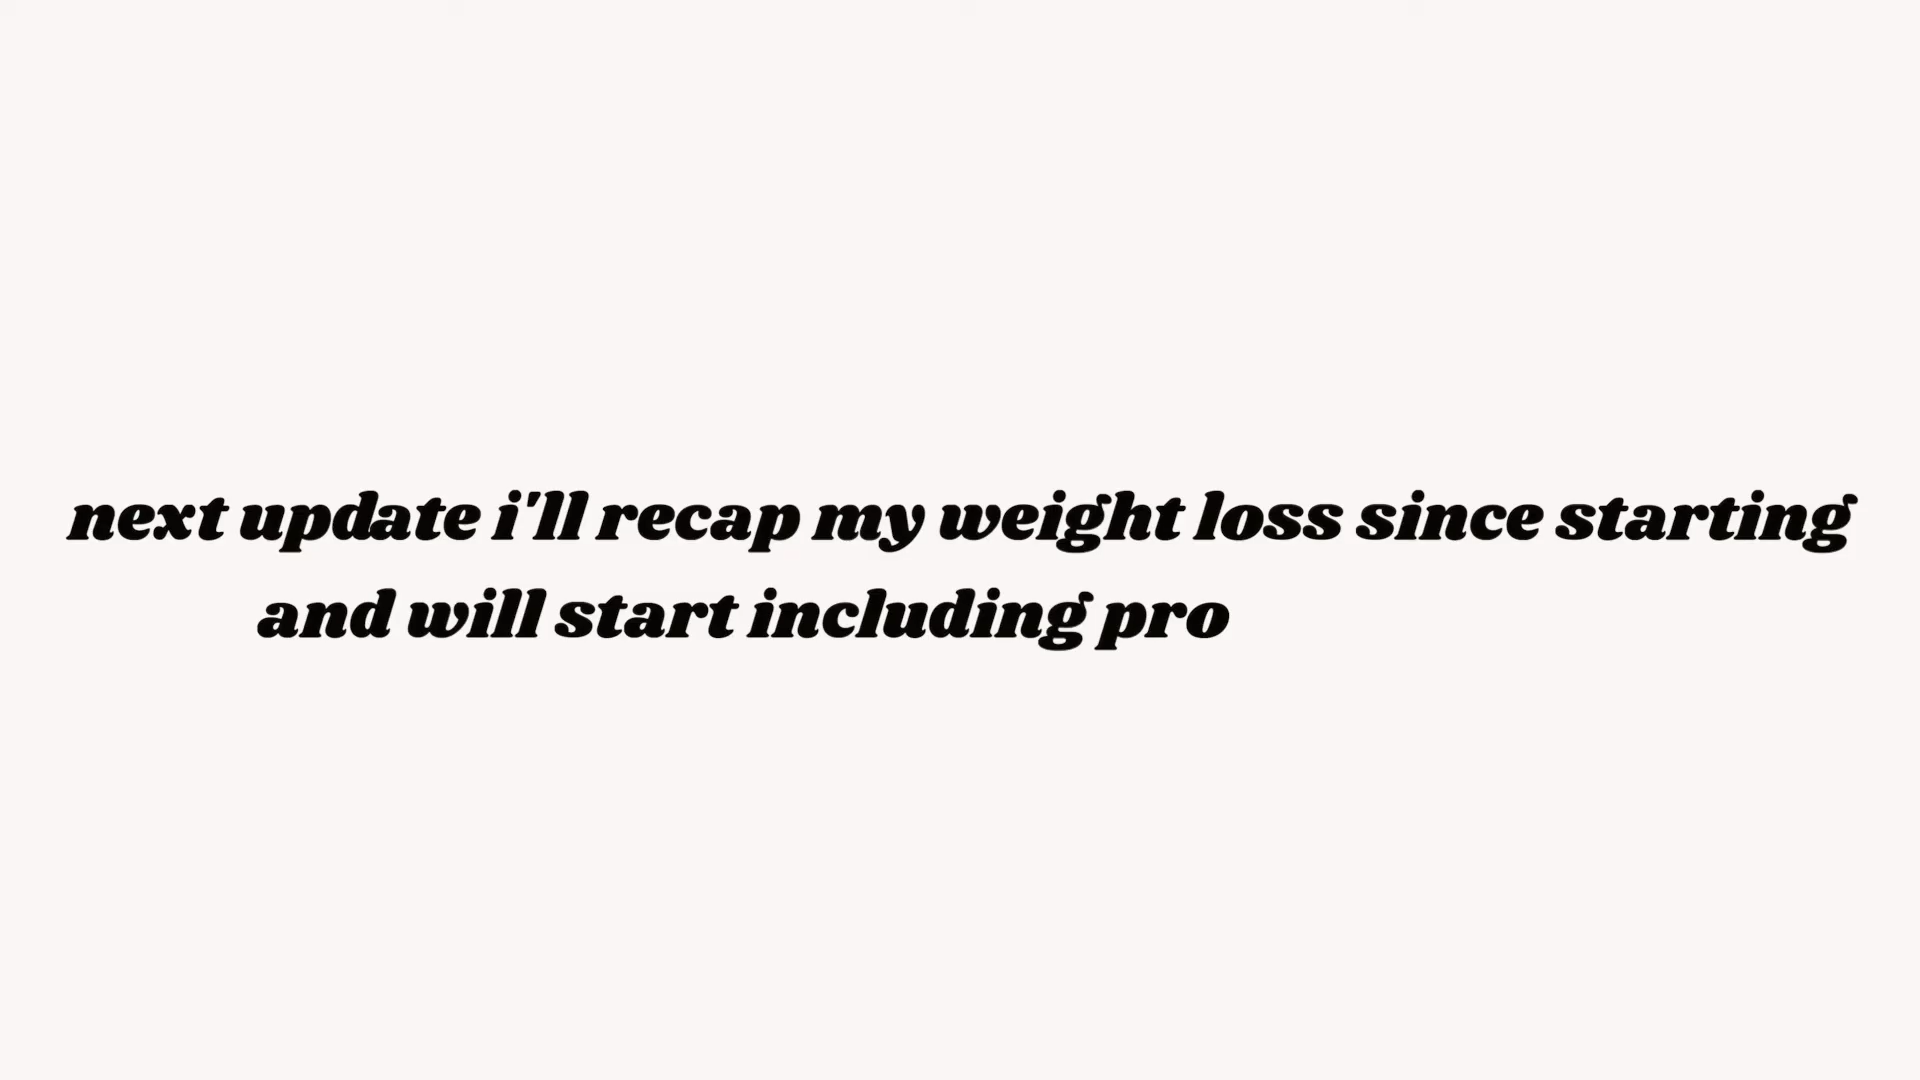 next update i'll recap my weight loss since starting
and will start including pro